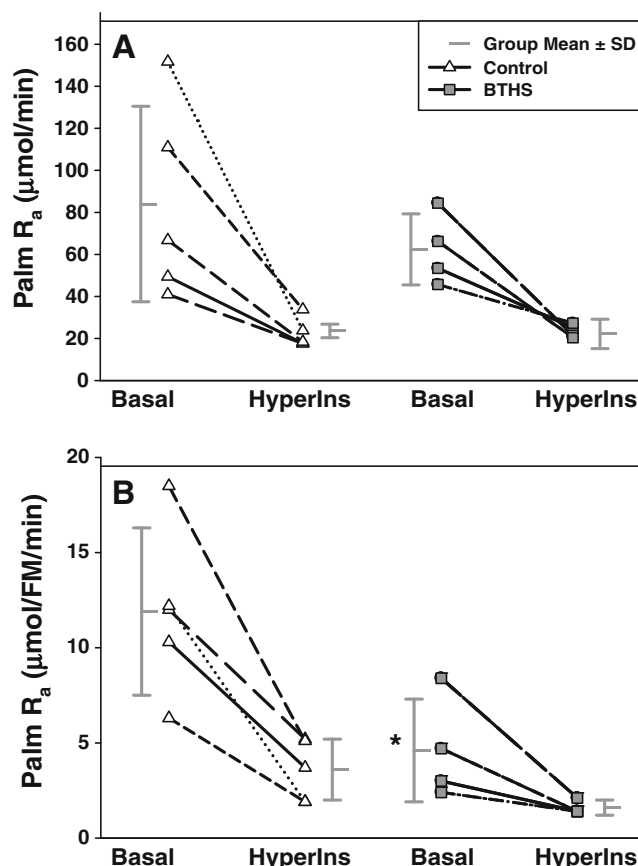 A
Palm Ra (μmol/min)
160
140
120
100
80
60
40
20
0
Group Mean ± SD
Control
BTHS
Basal HyperIns Basal HyperIns
B
Palm Ra (μmol/FM/min)
20
15
10
5
0
*
Basal HyperIns Basal HyperIns